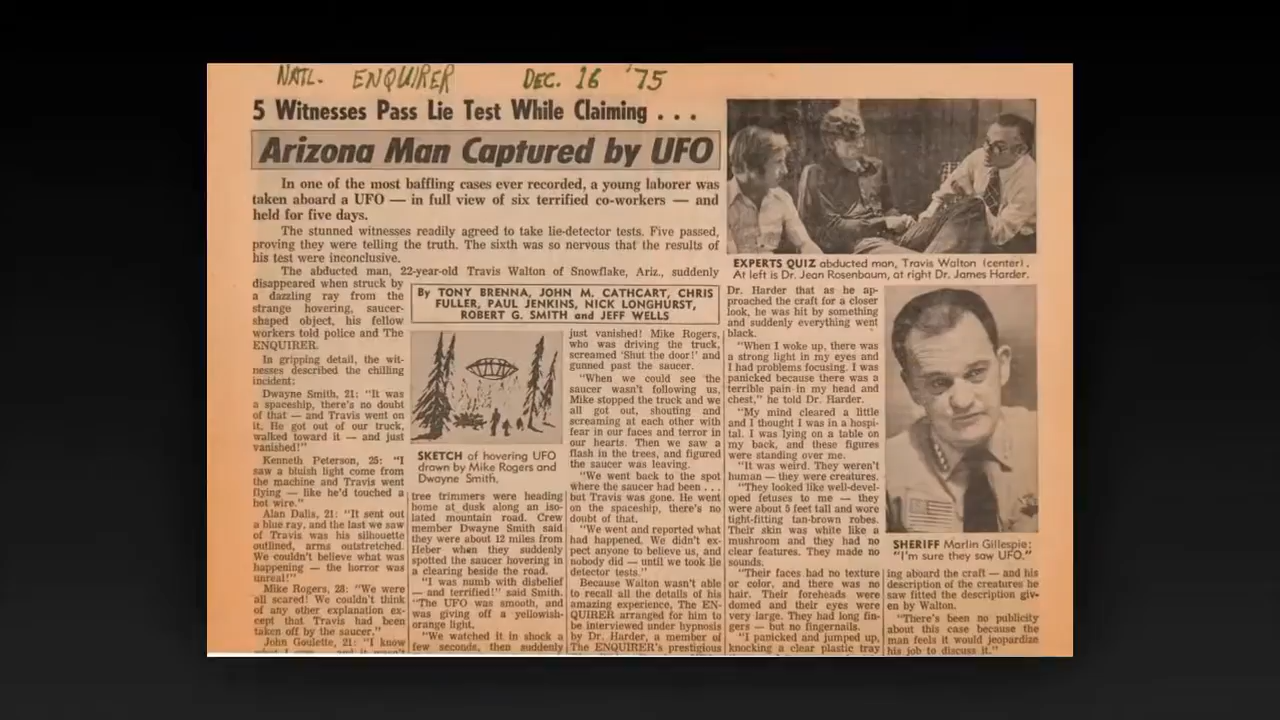 NATL. ENQUIRER DEC. 16 '75
5 Witnesses Pass Lie Test While Claiming . . .
Arizona Man Captured by UFO
In one of the most baffling cases ever recorded, a young laborer was
taken aboard a UFO — in full view of six terrified co-workers — and
held for five days.
The stunned witnesses readily agreed to take lie-detector tests. Five passed,
proving they were telling the truth. The sixth was so nervous that the results of
his test were inconclusive.
The abducted man, 22-year-old Travis Walton of Snowflake, Ariz., suddenly
disappeared when struck by
a dazzling ray from the
strange hovering, saucer-
shaped object, his fellow
workers told police and The
ENQUIRER.
In gripping detail, the wit-
nesses described the chilling
incident:
Dwayne Smith, 21: "It was
a spaceship, there's no doubt
of that — and Travis went on
it. He got out of our truck,
walked toward it — and just
vanished!"
Kenneth Peterson, 25: "I
saw a bluish light come from
the machine and Travis went
flying — like he'd touched a
hot wire."
Alan Dalis, 21: "It sent out
a blue ray, and the last we saw
of Travis was his silhouette
outlined, arms outstretched.
We couldn't believe what was
happening — the horror was
unreal!"
Mike Rogers, 28: "We were
all scared! We couldn't think
of any other explanation ex-
cept that Travis had been
taken off by the saucer."
John Goulette, 21: "I know
By TONY BRENNA, JOHN M. CATHCART, CHRIS
FULLER, PAUL JENKINS, NICK LONGHURST,
ROBERT G. SMITH and JEFF WELLS
SKETCH of hovering UFO
drawn by Mike Rogers and
Dwayne Smith.
tree trimmers were heading
home at dusk along an iso-
lated mountain road. Crew
member Dwayne Smith said
they were about 12 miles from
Heber when they suddenly
spotted the saucer hovering in
a clearing beside the road.
"I was numb with disbelief
— and terrified!" said Smith.
"The UFO was smooth, and
was giving off a yellowish-
orange light.
"We watched it in shock a
few seconds, then suddenly
just vanished! Mike Rogers,
who was driving the truck,
screamed 'Shut the door!' and
gunned past the saucer.
"When we could see the
saucer wasn't following us,
Mike stopped the truck and we
all got out, shouting and
screaming at each other with
fear in our faces and terror in
our hearts. Then we saw a
flash in the trees, and figured
the saucer was leaving.
"We went back to the spot
where the saucer had been . . .
but Travis was gone. He went
on the spaceship, there's no
doubt of that.
"We went and reported what
had happened. We didn't ex-
pect anyone to believe us, and
nobody did — until we took lie
detector tests."
Because Walton wasn't able
to recall all the details of his
amazing experience, The EN-
QUIRER arranged for him to
be interviewed under hypnosis
by Dr. Harder, a member of
The ENQUIRER's prestigious
EXPERTS QUIZ abducted man, Travis Walton (center).
At left is Dr. Jean Rosenbaum, at right Dr. James Harder.
Dr. Harder that as he ap-
proached the craft for a closer
look, he was hit by something
and suddenly everything went
black.
"When I woke up, there was
a strong light in my eyes and
I had problems focusing. I was
panicked because there was a
terrible pain in my head and
chest," he told Dr. Harder.
"My mind cleared a little
and I thought I was in a hospi-
tal. I was lying on a table on
my back, and these figures
were standing over me.
"It was weird. They weren't
human — they were creatures.
"They looked like well-devel-
oped fetuses to me — they
were about 5 feet tall and wore
tight-fitting tan-brown robes.
Their skin was white like a
mushroom and they had no
clear features. They made no
sounds.
"Their faces had no texture
or color, and there was no
hair. Their foreheads were
domed and their eyes were
very large. They had long fin-
gers — but no fingernails.
"I panicked and jumped up,
knocking a clear plastic tray
SHERIFF Marlin Gillespie:
"I'm sure they saw UFO."
ing aboard the craft — and his
description of the creatures he
saw fitted the description giv-
en by Walton.
"There's been no publicity
about this case because the
man feels it would jeopardize
his job to discuss it."